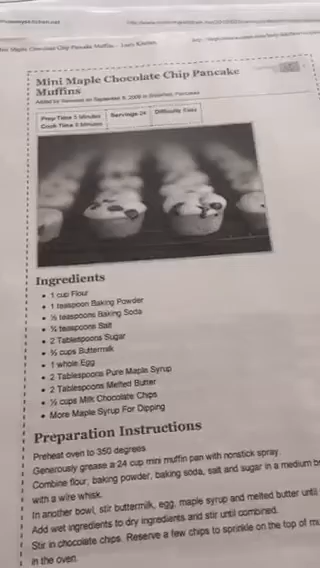 Mini Maple Chocolate Chip Pancake
Muffins
Prep Time 5 Minutes
Servings 24
Difficulty Easy
Cook Time 8 Minutes
Ingredients
• 1 cup Flour
• 1 teaspoon Baking Powder
• ½ teaspoons Baking Soda
teaspoons Salt
• 2 Tablespoons Sugar
cups Buttermilk
• 1 whole Egg
• 2 Tablespoons Pure Maple Syrup
• 2 Tablespoons Melted Butter
• ½ cups Milk Chocolate Chips
• More Maple Syrup For Dipping
Preparation Instructions
Preheat oven to 350 degrees
Generously grease a 24 cup mini muffin pan with nonstick spray.
Combine flour, baking powder, baking soda, salt and sugar in a medium
with a wire whisk.
In another bowl, stir buttermilk, egg, maple syrup and melted butter until
Add wet ingredients to dry ingredients and stir until combined.
Stir in chocolate chips. Reserve a few chips to sprinkle on the top of
in the oven.